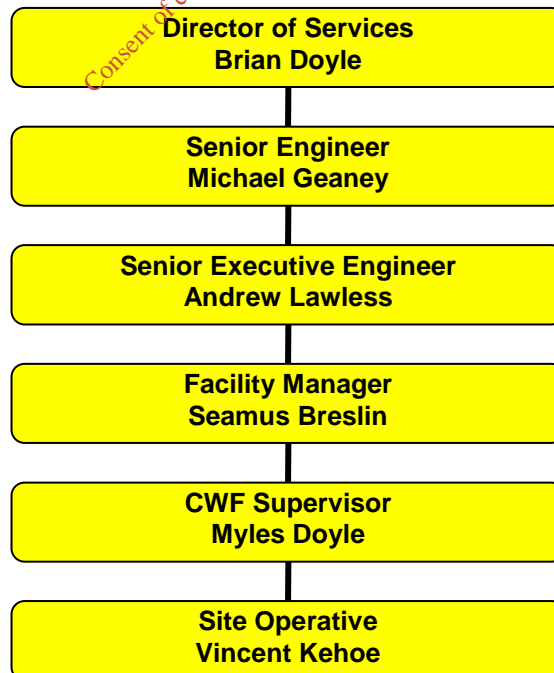 Consent of
Director of Services
Brian Doyle
Senior Engineer
Michael Geaney
Senior Executive Engineer
Andrew Lawless
Facility Manager
Seamus Breslin
CWF Supervisor
Myles Doyle
Site Operative
Vincent Kehoe